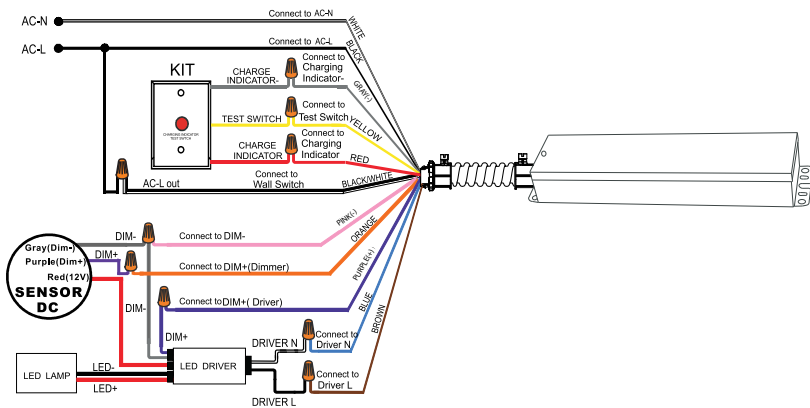 AC-N
Connect to AC-N
WHITE
AC-L
Connect to AC-L
BLACK
KIT
CHARGE
INDICATOR-
Connect to
Charging
Indicator-
GRAY(-)
TEST SWITCH
Connect to
Test Switch
YELLOW
CHARGING INDICATOR
TEST SWITCH
CHARGE
INDICATOR
Connect to
Charging
Indicator
RED
AC-L out
Connect to
Wall Switch
BLACK/WHITE
Gray(Dim-)
Purple(Dim+)
Red(12V)
SENSOR
DC
DIM-
Connect to DIM-
PINK(-)
DIM+
Connect to DIM+(Dimmer)
ORANGE
DIM-
Connect to DIM+( Driver)
PURPLE(+)
DIM+
BLUE
BROWN
LED DRIVER
DRIVER N
Connect to
Driver N
LED LAMP
LED-
LED+
DRIVER L
Connect to
Driver L